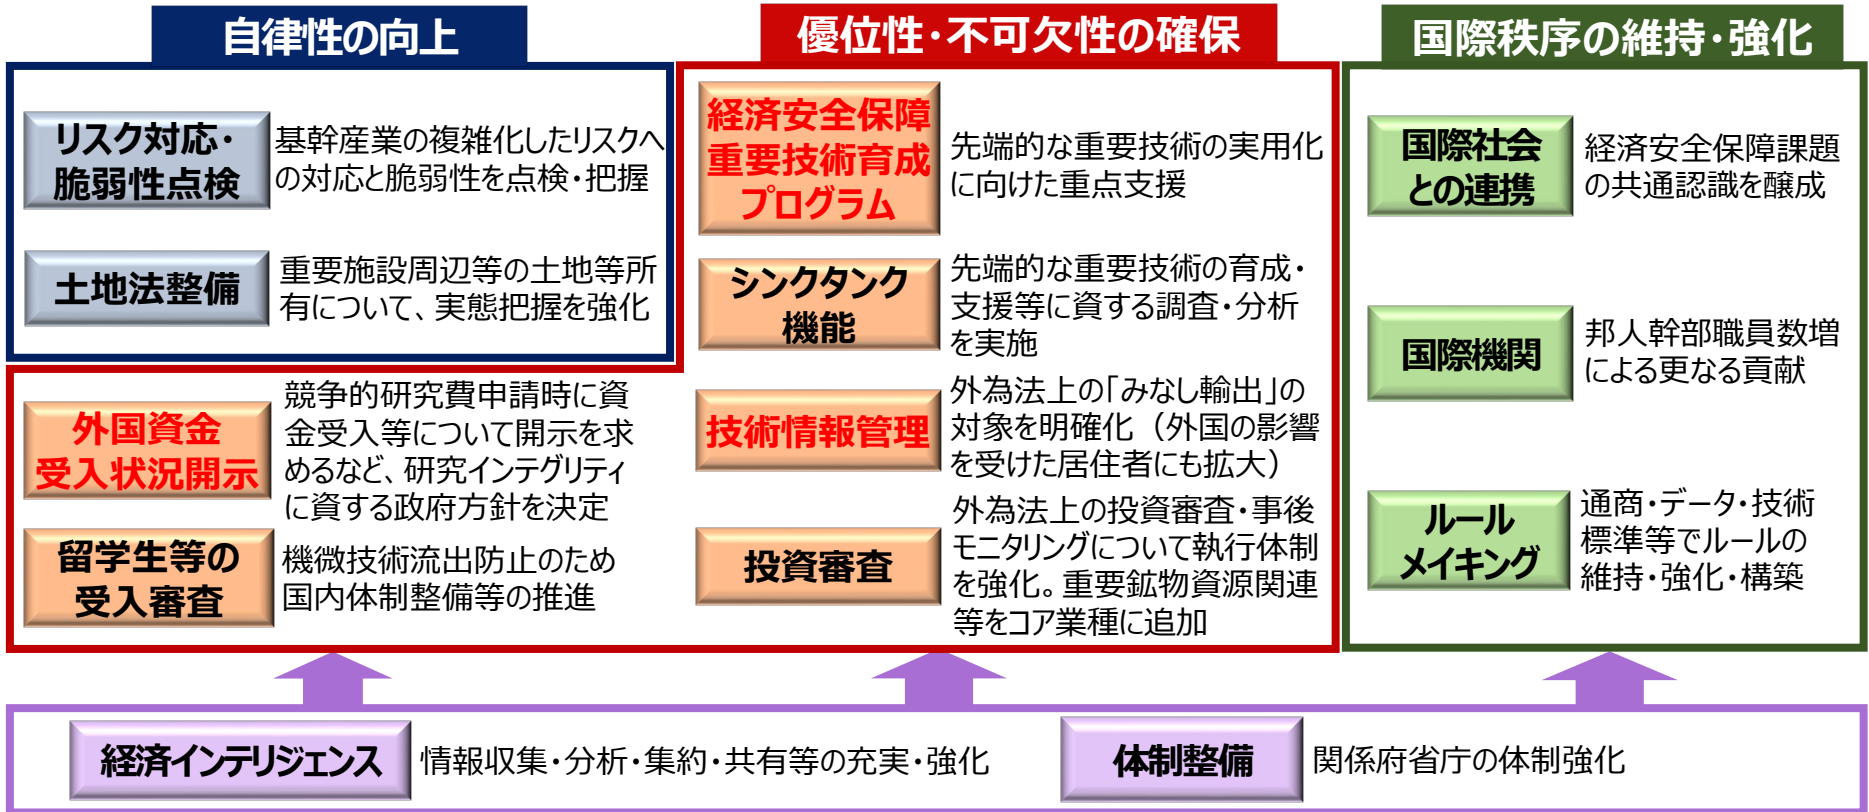 自律性の向上
リスク対応・
脆弱性点検
基幹産業の複雑化したリスクへ
の対応と脆弱性を点検・把握
土地法整備
重要施設周辺等の土地等所
有について、実態把握を強化
優位性・不可欠性の確保
外国資金
受入状況開示
競争的研究費申請時に資
金受入等について開示を求
めるなど、研究インテグリティ
に資する政府方針を決定
留学生等の
受入審査
機微技術流出防止のため
国内体制整備等の推進
経済安全保障
重要技術育成
プログラム
先端的な重要技術の実用化
に向けた重点支援
シンクタンク
機能
先端的な重要技術の育成・
支援等に資する調査・分析
を実施
技術情報管理
外為法上の「みなし輸出」の
対象を明確化（外国の影響
を受けた居住者にも拡大）
投資審査
外為法上の投資審査・事後
モニタリングについて執行体制
を強化。重要鉱物資源関連
等をコア業種に追加
国際秩序の維持・強化
国際社会
との連携
経済安全保障課題
の共通認識を醸成
国際機関
邦人幹部職員数増
による更なる貢献
ルール
メイキング
通商・データ・技術
標準等でルールの
維持・強化・構築
経済インテリジェンス
情報収集・分析・集約・共有等の充実・強化
体制整備
関係府省庁の体制強化